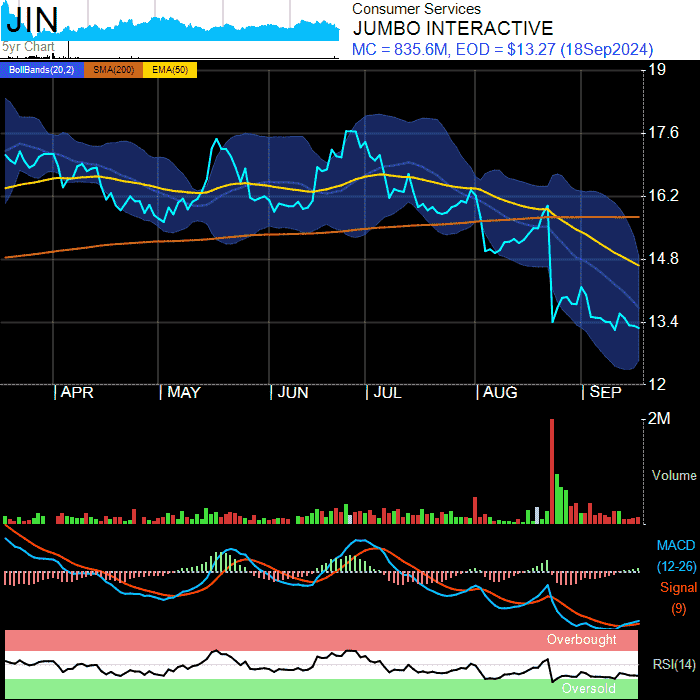 JIN
5yr Chart
Consumer Services
JUMBO INTERACTIVE
MC = 835.6M, EOD = $13.27 (18Sep2024)
BollBands(20,2) SMA(200) EMA(50)
19
17.6
16.2
14.8
13.4
12
APR MAY JUN JUL AUG SEP
2M
Volume
MACD
(12-26)
Signal
(9)
Overbought
RSI(14)
Oversold